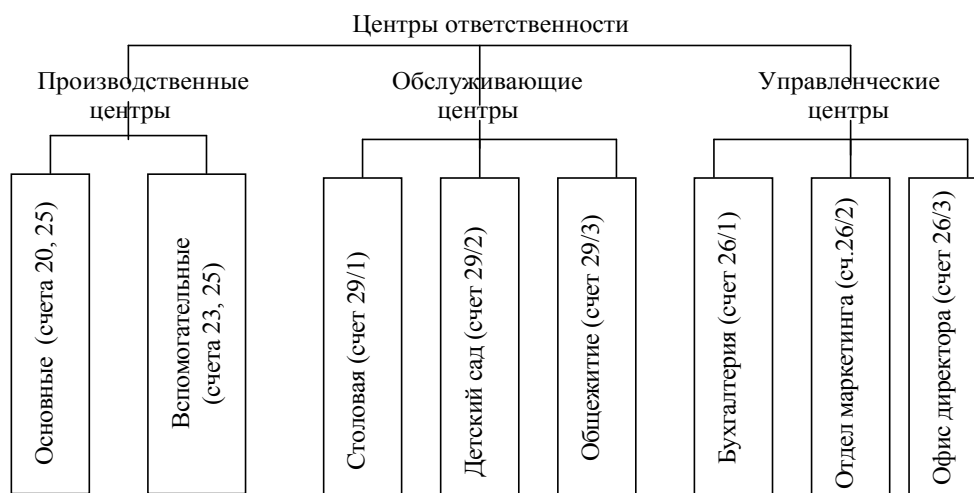 Центры ответственности
Производственные
центры
Обслуживающие
центры
Управленческие
центры
Основные (счета 20, 25)
Вспомогательные
(счета 23, 25)
Столовая (счет 29/1)
Детский сад (счет 29/2)
Общежитие (счет 29/3)
Бухгалтерия (счет 26/1)
Отдел маркетинга (сч.26/2)
Офис директора (счет 26/3)